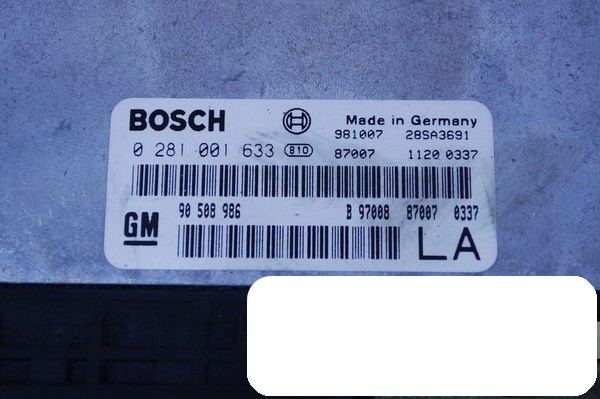 BOSCH Made in Germany
981007 28SA3691
0 281 001 633 B10 87007 1120 0337
GM 90 508 986 B 97008 87007 0337
LA